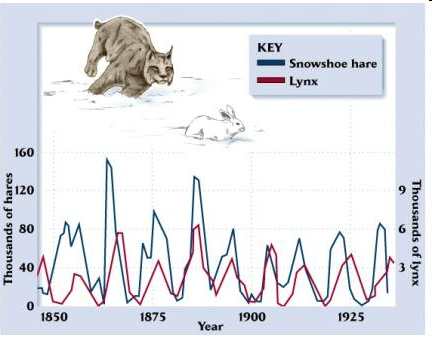 KEY
Snowshoe hare
Lynx
Thousands of hares
160
120
80
40
0
9
6
3
Thousands of lynx
1850
1875
1900
1925
Year